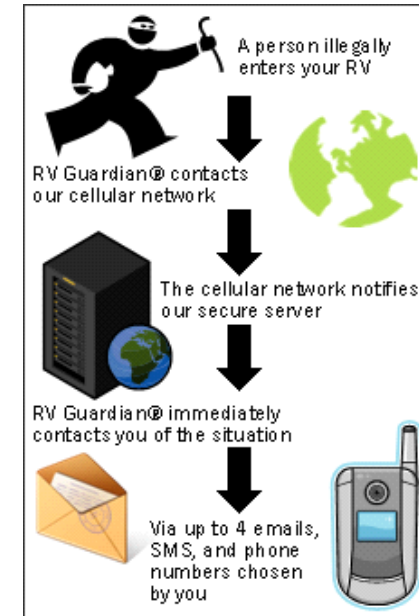 A person illegally
enters your RV
RV Guardian® contacts
our cellular network
The cellular network notifies
our secure server
RV Guardian® immediately
contacts you of the situation
Via up to 4 emails,
SMS, and phone
numbers chosen
by you